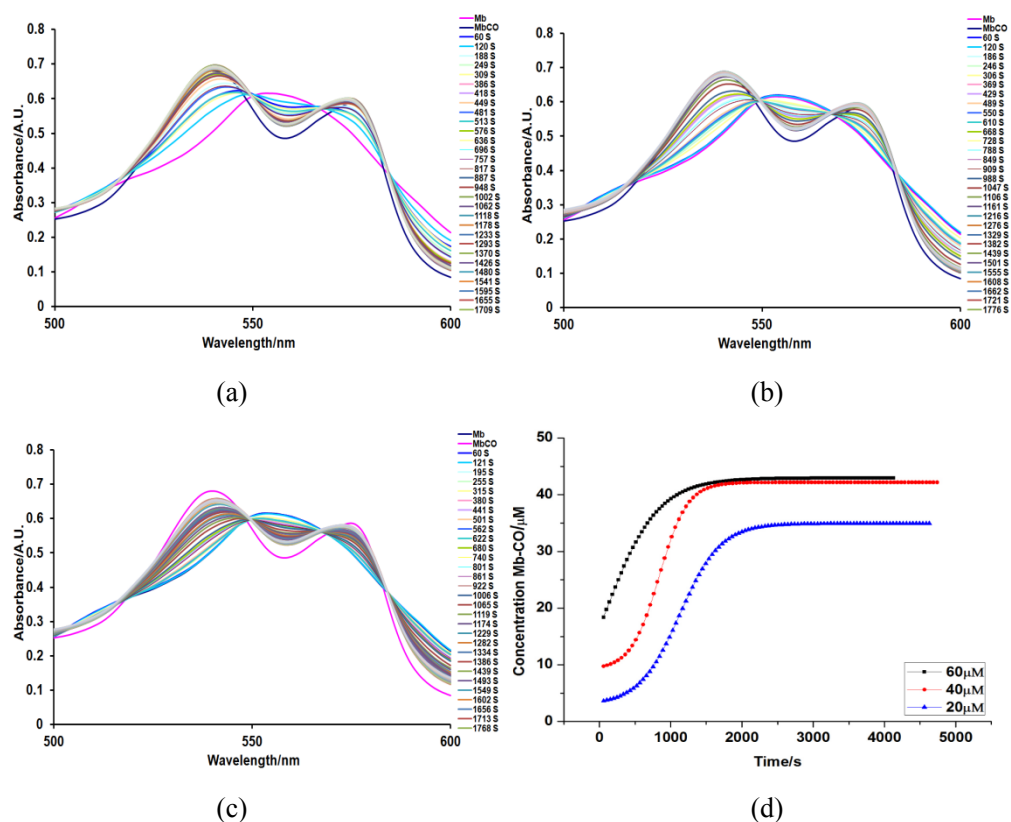 Absorbance/A.U.
0.8
0.7
0.6
0.5
0.4
0.3
0.2
0.1
0
500
550
600
Wavelength/nm
Mb
MbCO
60 S
120 S
188 S
249 S
309 S
386 S
418 S
449 S
481 S
513 S
576 S
636 S
696 S
757 S
817 S
887 S
948 S
1002 S
1062 S
1118 S
1178 S
1233 S
1293 S
1370 S
1426 S
1480 S
1541 S
1595 S
1655 S
1709 S
(a)
Absorbance/A.U.
0.8
0.7
0.6
0.5
0.4
0.3
0.2
0.1
0
500
550
600
Wavelength/nm
Mb
MbCO
60 S
120 S
186 S
246 S
306 S
369 S
429 S
489 S
550 S
610 S
668 S
728 S
788 S
849 S
909 S
988 S
1047 S
1106 S
1161 S
1216 S
1276 S
1329 S
1382 S
1439 S
1501 S
1555 S
1608 S
1662 S
1721 S
1776 S
(b)
Absorbance/A.U.
0.8
0.7
0.6
0.5
0.4
0.3
0.2
0.1
0
500
550
600
Wavelength/nm
Mb
MbCO
60 S
121 S
195 S
255 S
315 S
380 S
441 S
501 S
562 S
622 S
680 S
740 S
801 S
861 S
922 S
1006 S
1065 S
1119 S
1174 S
1229 S
1282 S
1334 S
1386 S
1439 S
1493 S
1549 S
1602 S
1656 S
1713 S
1768 S
(c)
Concentration Mb-CO/μM
50
40
30
20
10
0
0
1000
2000
3000
4000
5000
Time/s
60μM
40μM
20μM
(d)